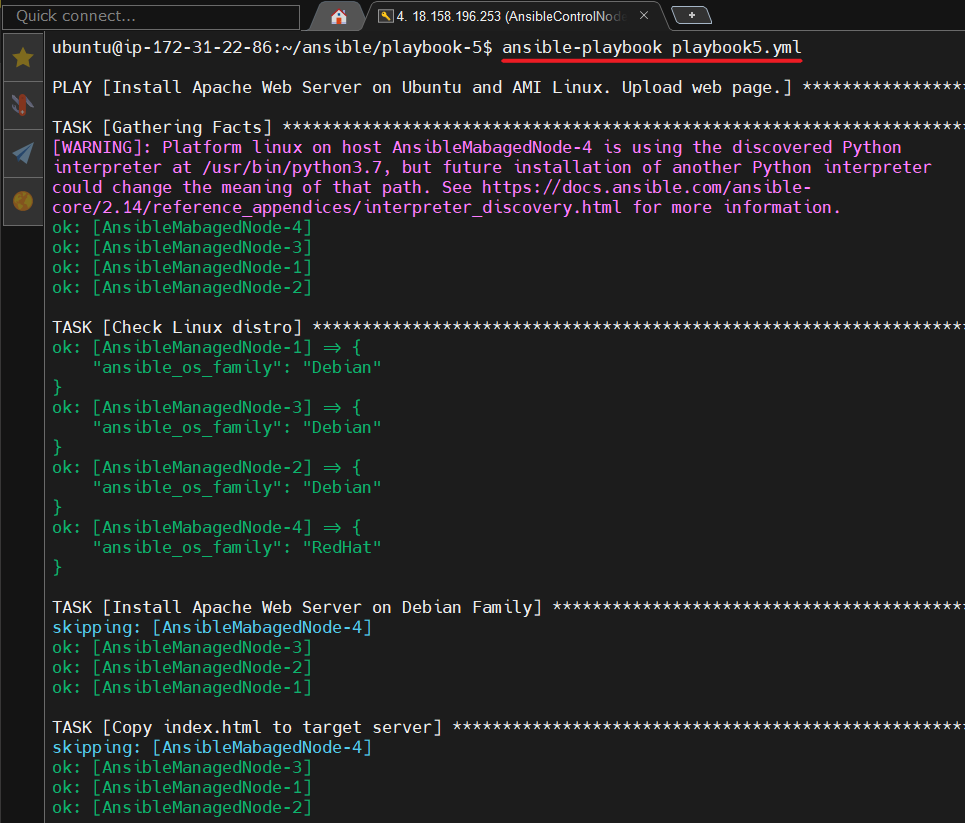 Quick connect...
4. 18.158.196.253 (AnsibleControlNode
ubuntu@ip-172-31-22-86:~/ansible/playbook-5$ ansible-playbook playbook5.yml
PLAY [Install Apache Web Server on Ubuntu and AMI Linux. Upload web page.] *****************
TASK [Gathering Facts] *********************************************************************
[WARNING]: Platform linux on host AnsibleMabagedNode-4 is using the discovered Python
interpreter at /usr/bin/python3.7, but future installation of another Python interpreter
could change the meaning of that path. See https://docs.ansible.com/ansible-
core/2.14/reference_appendices/interpreter_discovery.html for more information.
ok: [AnsibleMabagedNode-4]
ok: [AnsibleManagedNode-3]
ok: [AnsibleManagedNode-1]
ok: [AnsibleManagedNode-2]
TASK [Check Linux distro] ******************************************************************
ok: [AnsibleManagedNode-1] => {
    "ansible_os_family": "Debian"
}
ok: [AnsibleManagedNode-3] => {
    "ansible_os_family": "Debian"
}
ok: [AnsibleManagedNode-2] => {
    "ansible_os_family": "Debian"
}
ok: [AnsibleMabagedNode-4] => {
    "ansible_os_family": "RedHat"
}
TASK [Install Apache Web Server on Debian Family] ******************************************
skipping: [AnsibleMabagedNode-4]
ok: [AnsibleManagedNode-3]
ok: [AnsibleManagedNode-2]
ok: [AnsibleManagedNode-1]
TASK [Copy index.html to target server] ****************************************************
skipping: [AnsibleMabagedNode-4]
ok: [AnsibleManagedNode-3]
ok: [AnsibleManagedNode-1]
ok: [AnsibleManagedNode-2]